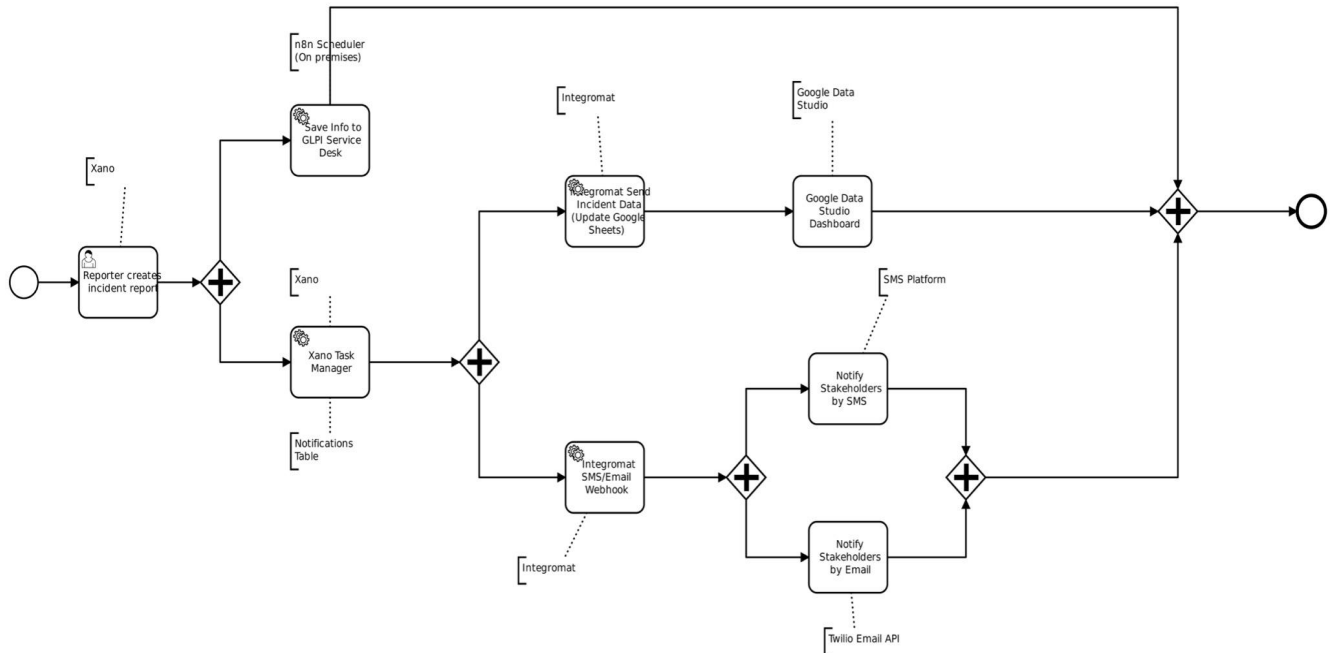 n8n Scheduler
(On premises)
Save Info to
GLPI Service
Desk
Integromat
Google Data
Studio
Xano
Integromat Send
Incident Data
(Update Google
Sheets)
Google Data
Studio
Dashboard
Reporter creates
incident report
Xano
SMS Platform
Xano Task
Manager
Notify
Stakeholders
by SMS
Notifications
Table
Integromat
SMS/Email
Webhook
Integromat
Notify
Stakeholders
by Email
Twilio Email API